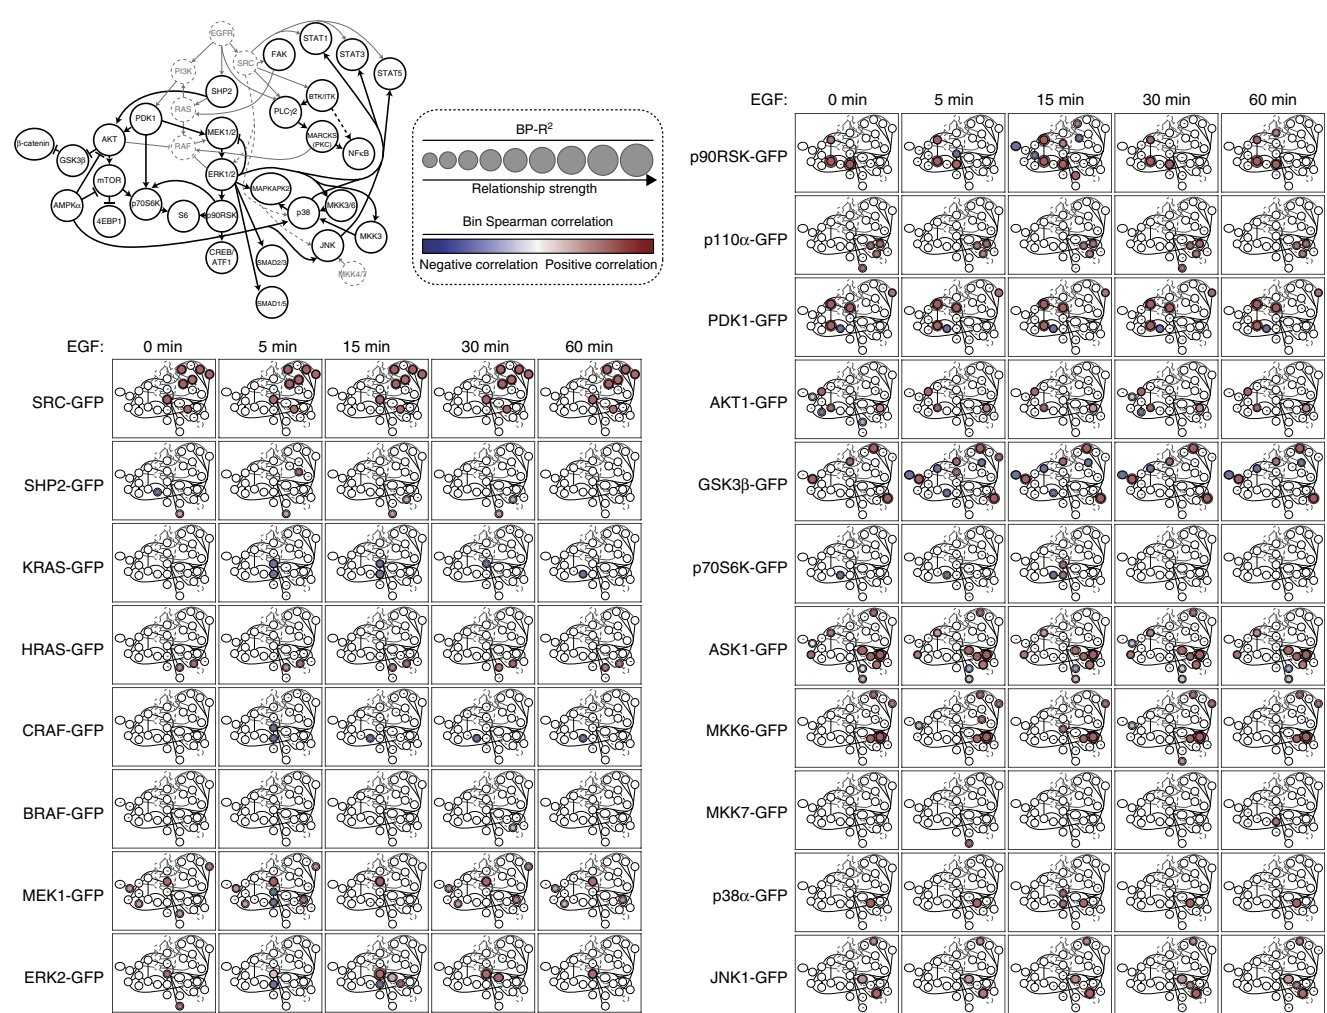 EGFR
STAT1
STAT3
STAT5
FAK
SRC
PI3K
SHP2
BTK/ITK
RAS
PLCγ2
PDK1
MEK1/2
MARCKS
(PKC)
NFκB
AKT
RAF
β-catenin
GSK3β
ERK1/2
mTOR
MAPKAPK2
AMPKα
p70S6K
S6
p90RSK
p38
MKK3/6
4EBP1
JNK
MKK3
CREB/
ATF1
SMAD2/3
MKK4/7
SMAD1/5
BP-R²
Relationship strength
Bin Spearman correlation
Negative correlation Positive correlation
EGF: 0 min 5 min 15 min 30 min 60 min
SRC-GFP
SHP2-GFP
KRAS-GFP
HRAS-GFP
CRAF-GFP
BRAF-GFP
MEK1-GFP
ERK2-GFP
EGF: 0 min 5 min 15 min 30 min 60 min
p90RSK-GFP
p110α-GFP
PDK1-GFP
AKT1-GFP
GSK3β-GFP
p70S6K-GFP
ASK1-GFP
MKK6-GFP
MKK7-GFP
p38α-GFP
JNK1-GFP